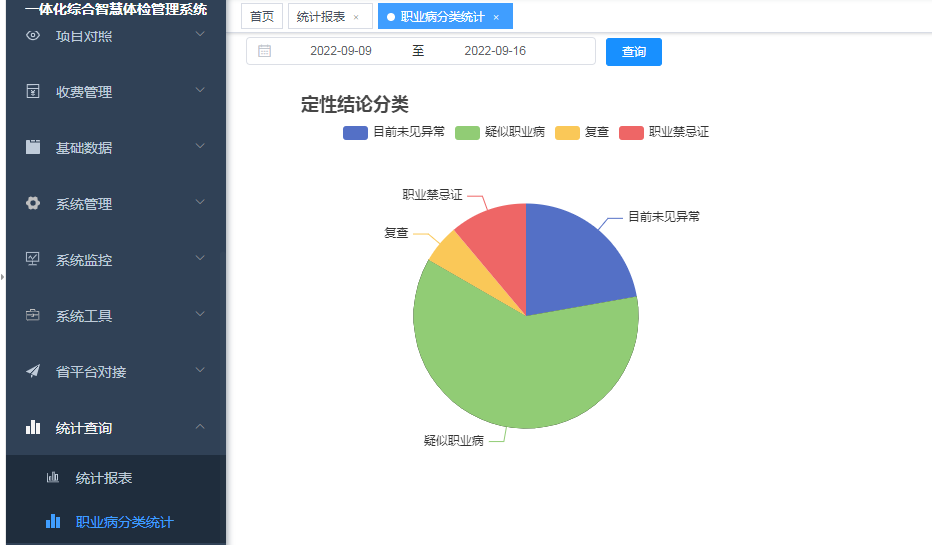 一体化综合智慧体检管理系统
项目对照
收费管理
基础数据
系统管理
系统监控
系统工具
省平台对接
统计查询
统计报表
职业病分类统计
首页 统计报表 × 职业病分类统计 ×
2022-09-09 至 2022-09-16 查询
定性结论分类
目前未见异常 疑似职业病 复查 职业禁忌证
职业禁忌证
目前未见异常
复查
疑似职业病